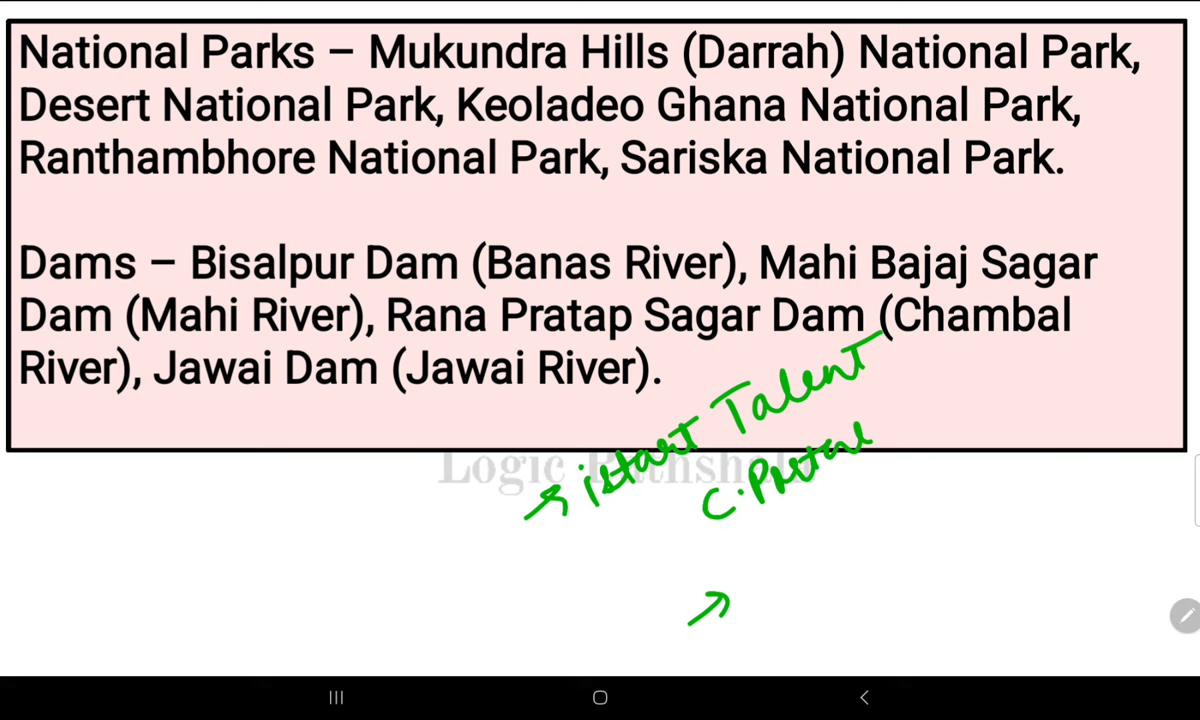 National Parks – Mukundra Hills (Darrah) National Park,
Desert National Park, Keoladeo Ghana National Park,
Ranthambhore National Park, Sariska National Park.
Dams – Bisalpur Dam (Banas River), Mahi Bajaj Sagar
Dam (Mahi River), Rana Pratap Sagar Dam (Chambal
River), Jawai Dam (Jawai River).
istart Talent
Logic
C.